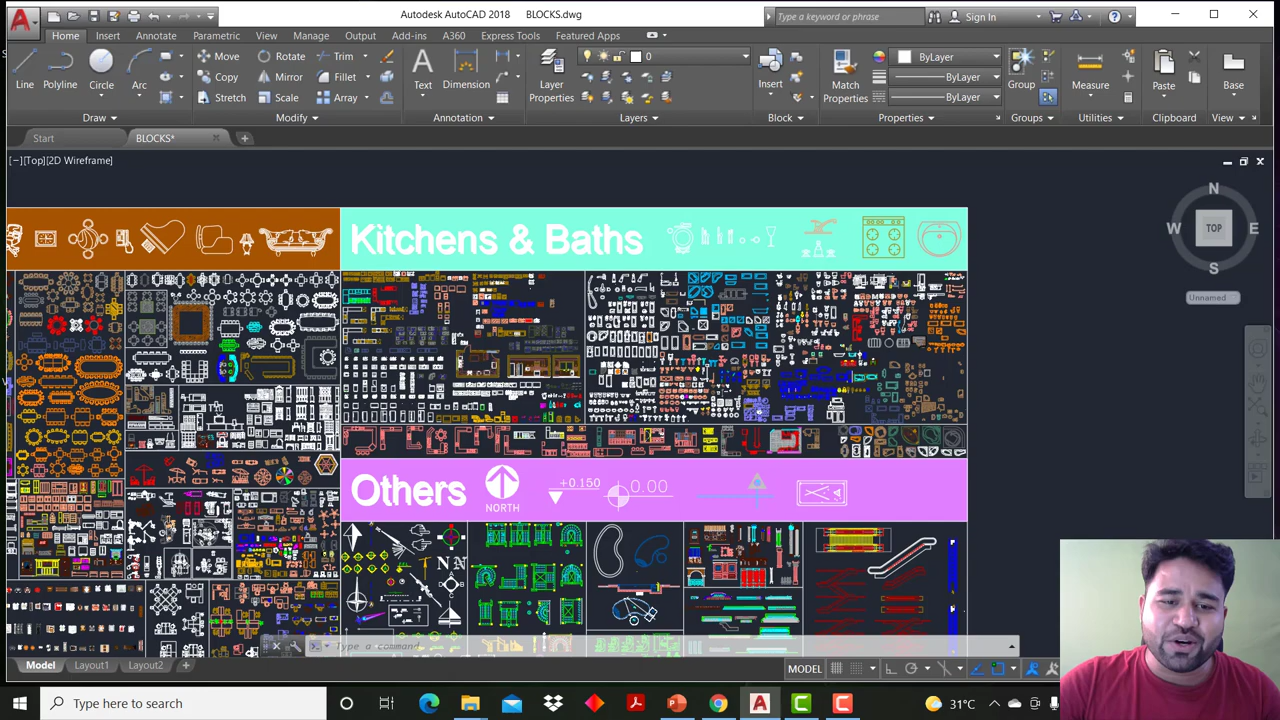 Autodesk AutoCAD 2018 BLOCKS.dwg
Type a keyword or phrase
Sign In
Home Insert Annotate Parametric View Manage Output Add-ins A360 Express Tools Featured Apps
Line Polyline Circle Arc
Move Rotate Trim
Copy Mirror Fillet
Stretch Scale Array
Text Dimension
Layer Properties
0
Insert
Match Properties
ByLayer
ByLayer
ByLayer
Group
Measure
Paste
Base
Draw Modify Annotation Layers Block Properties Groups Utilities Clipboard View
Start BLOCKS*
[−][Top][2D Wireframe]
N
W TOP E
S
Unnamed
Kitchens & Baths
Others
NORTH
+0.150
0.00
N N
Type a command
Model Layout1 Layout2
MODEL
Type here to search
31°C